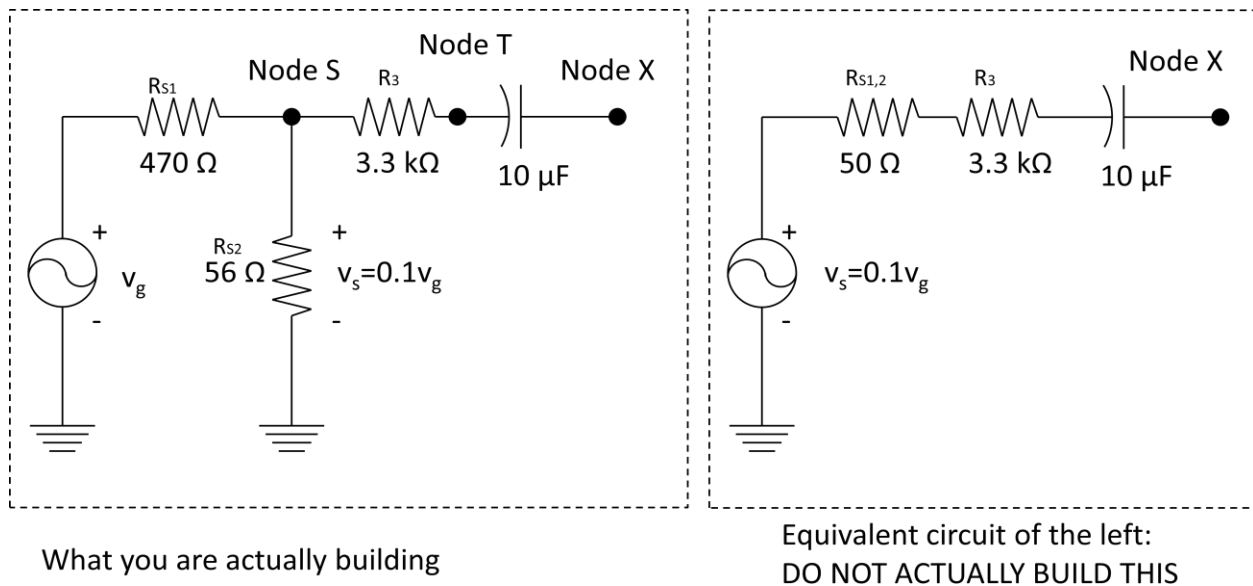 Node S
Node T
Node X
RS1
R3
470 Ω
3.3 kΩ
10 µF
+
vg
-
RS2
56 Ω
+
vs=0.1vg
-
What you are actually building
Node X
RS1,2
R3
50 Ω
3.3 kΩ
10 µF
+
vs=0.1vg
-
Equivalent circuit of the left:
DO NOT ACTUALLY BUILD THIS